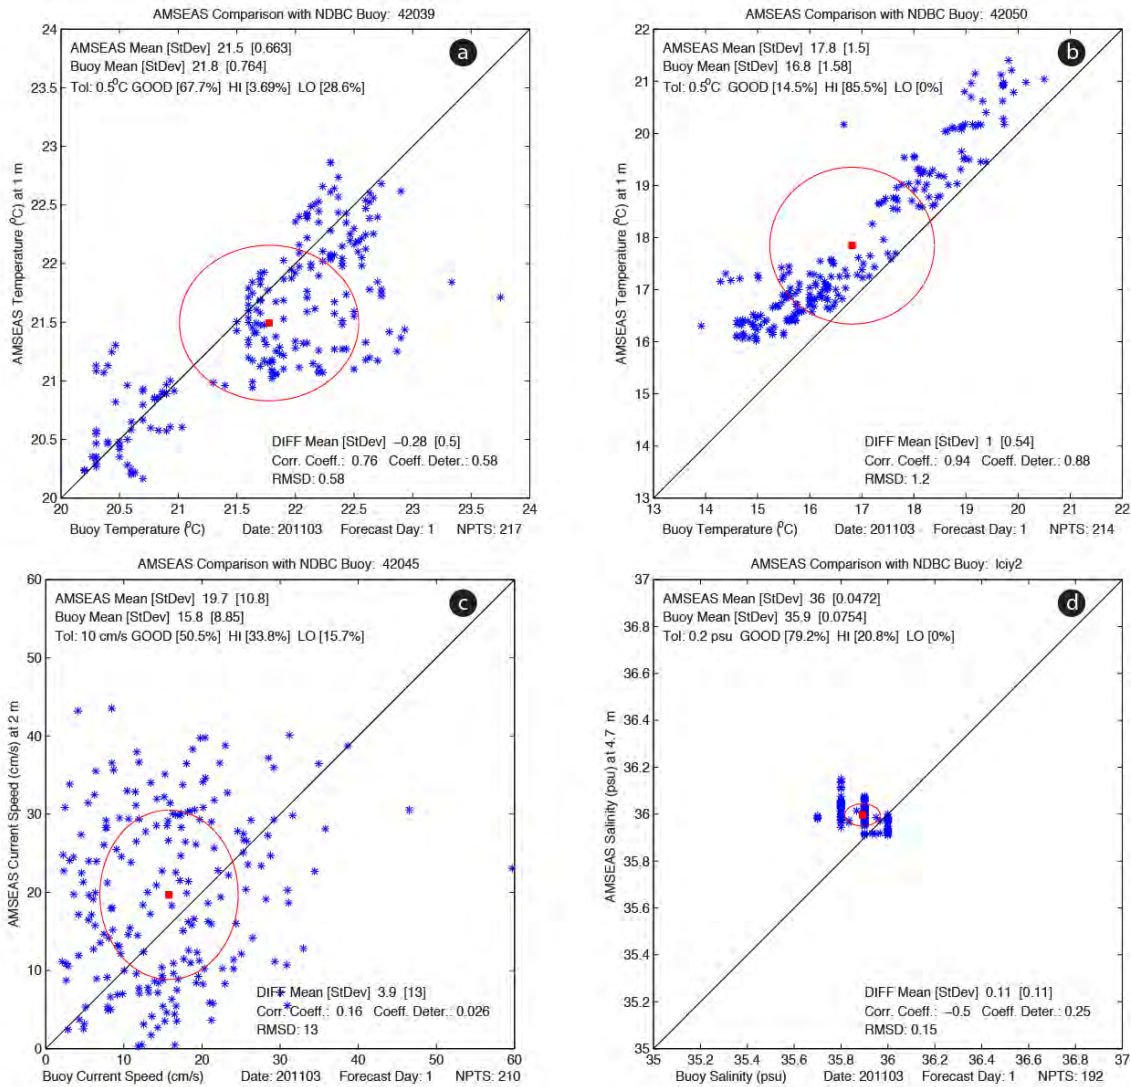 AMSEAS Comparison with NDBC Buoy: 42039
a
AMSEAS Mean [StDev] 21.5 [0.663]
Buoy Mean [StDev] 21.8 [0.764]
Tol: 0.5°C GOOD [67.7%] HI [3.69%] LO [28.6%]
24
23.5
23
22.5
22
21.5
21
20.5
20
AMSEAS Temperature (°C) at 1 m
DIFF Mean [StDev] −0.28 [0.5]
Corr. Coeff.: 0.76 Coeff. Deter.: 0.58
RMSD: 0.58
20 20.5 21 21.5 22 22.5 23 23.5 24
Buoy Temperature (°C) Date: 201103 Forecast Day: 1 NPTS: 217
AMSEAS Comparison with NDBC Buoy: 42050
b
AMSEAS Mean [StDev] 17.8 [1.5]
Buoy Mean [StDev] 16.8 [1.58]
Tol: 0.5°C GOOD [14.5%] HI [85.5%] LO [0%]
22
21
20
19
18
17
16
15
14
13
AMSEAS Temperature (°C) at 1 m
DIFF Mean [StDev] 1 [0.54]
Corr. Coeff.: 0.94 Coeff. Deter.: 0.88
RMSD: 1.2
13 14 15 16 17 18 19 20 21 22
Buoy Temperature (°C) Date: 201103 Forecast Day: 1 NPTS: 214
AMSEAS Comparison with NDBC Buoy: 42045
c
AMSEAS Mean [StDev] 19.7 [10.8]
Buoy Mean [StDev] 15.8 [8.85]
Tol: 10 cm/s GOOD [50.5%] HI [33.8%] LO [15.7%]
60
50
40
30
20
10
0
AMSEAS Current Speed (cm/s) at 2 m
DIFF Mean [StDev] 3.9 [13]
Corr. Coeff.: 0.16 Coeff. Deter.: 0.026
RMSD: 13
0 10 20 30 40 50 60
Buoy Current Speed (cm/s) Date: 201103 Forecast Day: 1 NPTS: 210
AMSEAS Comparison with NDBC Buoy: lciy2
d
AMSEAS Mean [StDev] 36 [0.0472]
Buoy Mean [StDev] 35.9 [0.0754]
Tol: 0.2 psu GOOD [79.2%] HI [20.8%] LO [0%]
37
36.8
36.6
36.4
36.2
36
35.8
35.6
35.4
35.2
35
AMSEAS Salinity (psu) at 4.7 m
DIFF Mean [StDev] 0.11 [0.11]
Corr. Coeff.: −0.5 Coeff. Deter.: 0.25
RMSD: 0.15
35 35.2 35.4 35.6 35.8 36 36.2 36.4 36.6 36.8 37
Buoy Salinity (psu) Date: 201103 Forecast Day: 1 NPTS: 192